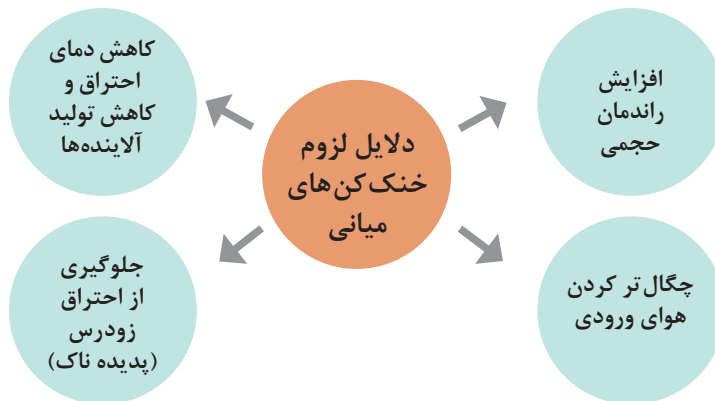 دلایل لزوم
خنک‌کن‌های
میانی
افزایش
راندمان
حجمی
چگال‌تر کردن
هوای ورودی
کاهش دمای
احتراق و
کاهش تولید
آلاینده‌ها
جلوگیری
از احتراق
زودرس
(پدیده ناک)